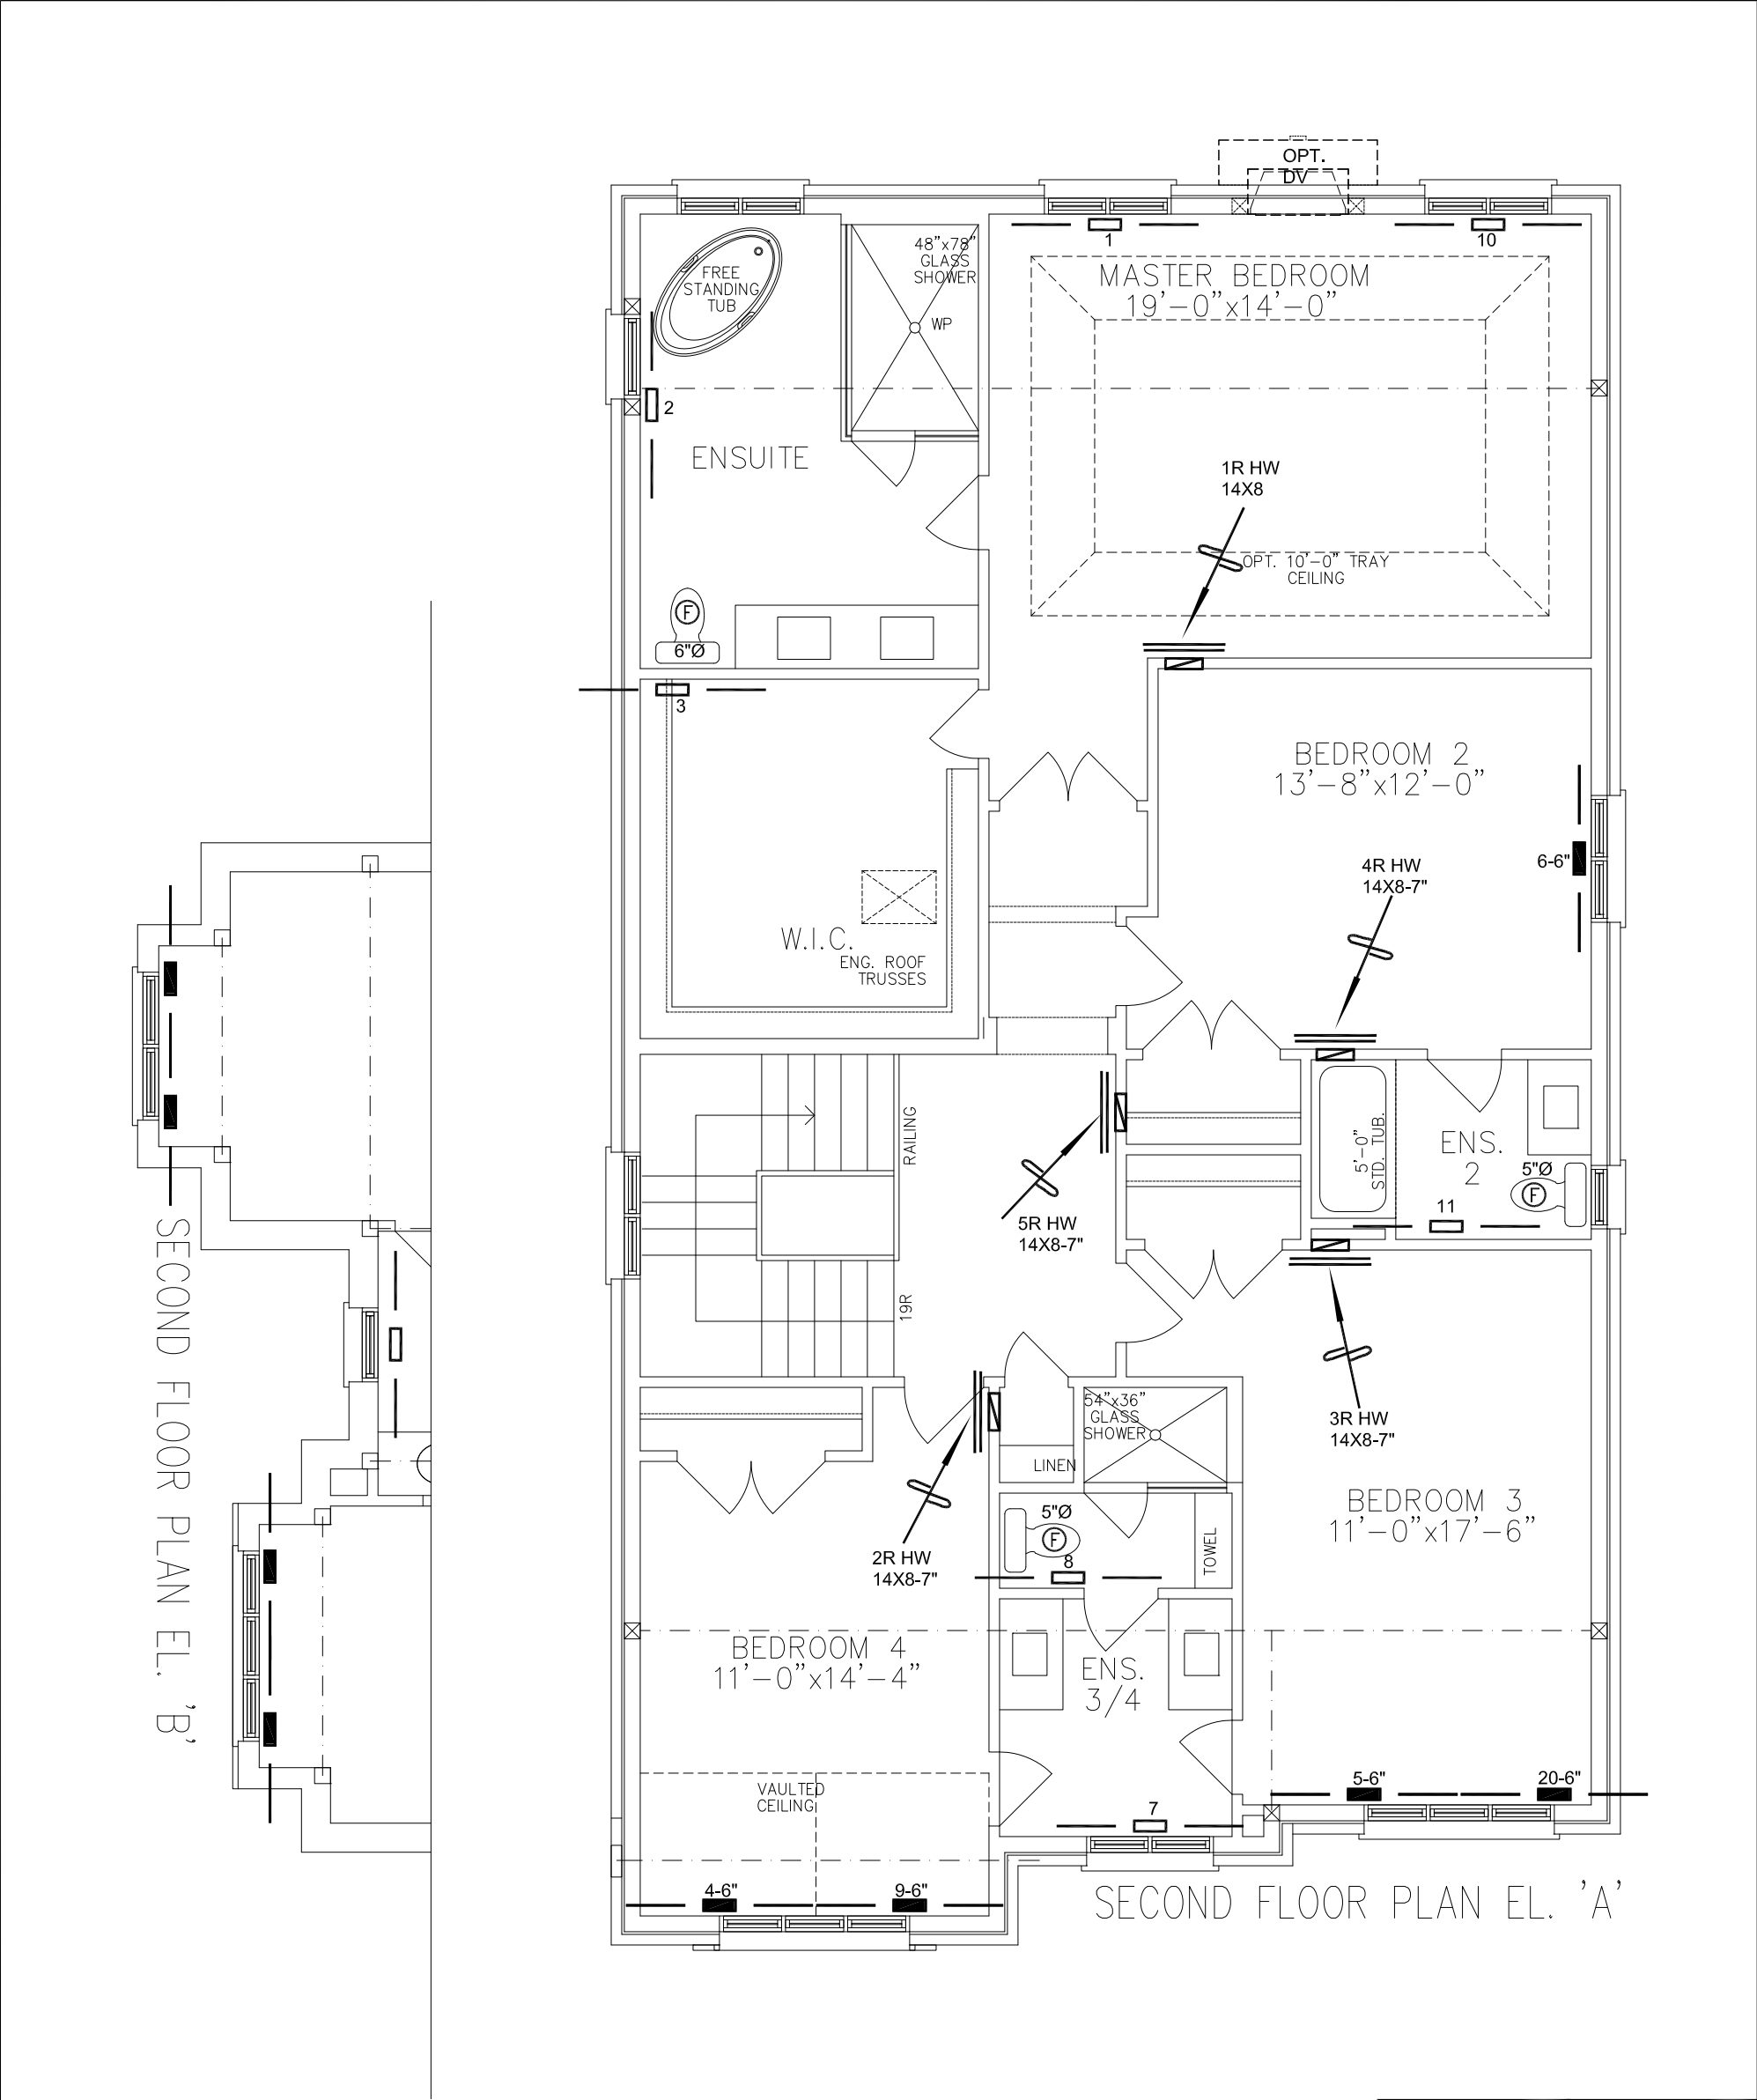 OPT.
DV
1
10
48"x78"
GLASS
SHOWER
FREE
STANDING
TUB
MASTER BEDROOM
19'-0"x14'-0"
WP
2
ENSUITE
1R HW
14X8
OPT. 10'-0" TRAY
CEILING
F
6"Ø
3
BEDROOM 2
13'-8"x12'-0"
6-6"
4R HW
14X8-7"
W.I.C.
ENG. ROOF
TRUSSES
RAILING
5'-0"
STD. TUB.
ENS.
2
5"Ø
F
11
5R HW
14X8-7"
19R
54"x36"
GLASS
SHOWER
3R HW
14X8-7"
LINEN
BEDROOM 3
11'-0"x17'-6"
5"Ø
F
8
TOWEL
2R HW
14X8-7"
BEDROOM 4
11'-0"x14'-4"
ENS.
3/4
VAULTED
CEILING
5-6"
20-6"
7
4-6"
9-6"
SECOND FLOOR PLAN EL. 'A'
SECOND FLOOR PLAN EL. 'B'